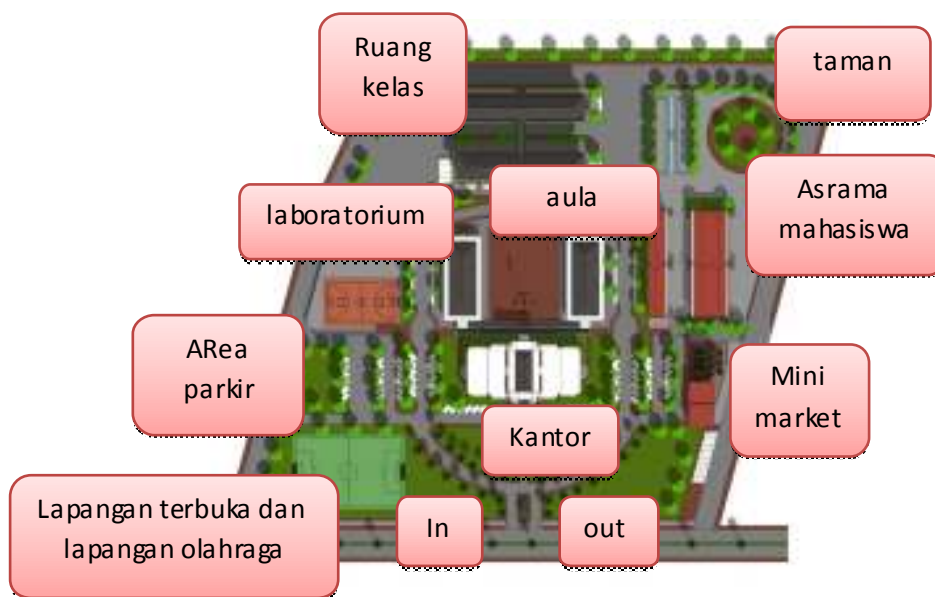 Ruang
kelas
taman
laboratorium
aula
Asrama
mahasiswa
ARea
parkir
Mini
market
Kantor
Lapangan terbuka dan
lapangan olahraga
In
out